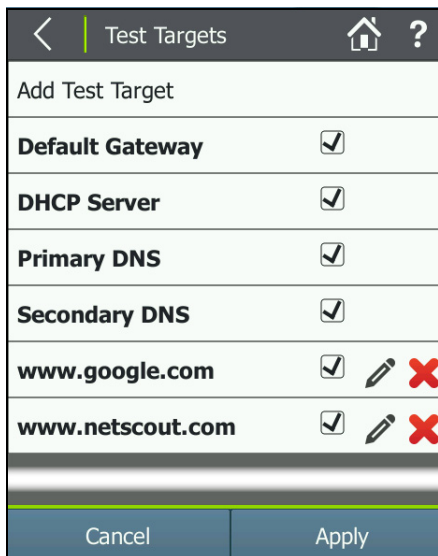 Test Targets ?
Add Test Target
Default Gateway
DHCP Server
Primary DNS
Secondary DNS
www.google.com
www.netscout.com
Cancel Apply